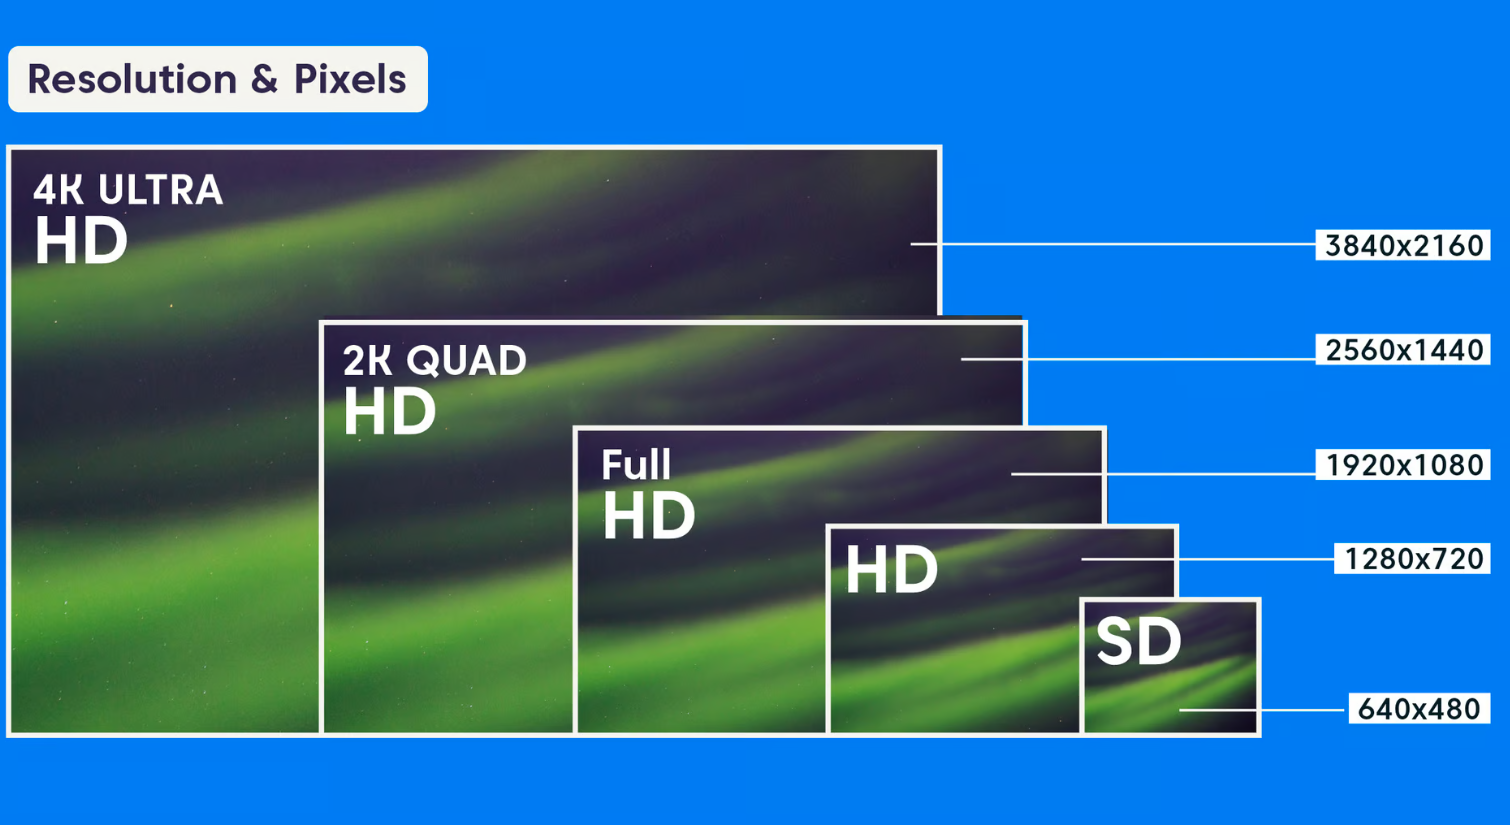 Resolution & Pixels
4K ULTRA
HD
3840x2160
2K QUAD
HD
2560x1440
Full
HD
1920x1080
HD
1280x720
SD
640x480